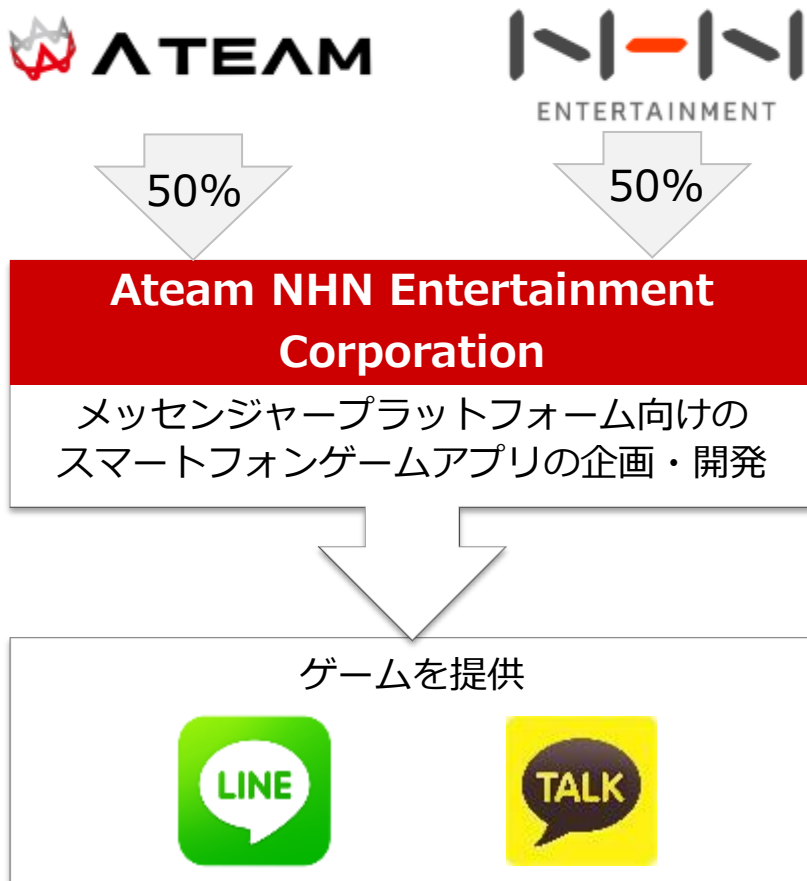 ATEAM
NHN
ENTERTAINMENT
50%
50%
Ateam NHN Entertainment
Corporation
メッセンジャープラットフォーム向けの
スマートフォンゲームアプリの企画・開発
ゲームを提供
LINE
TALK